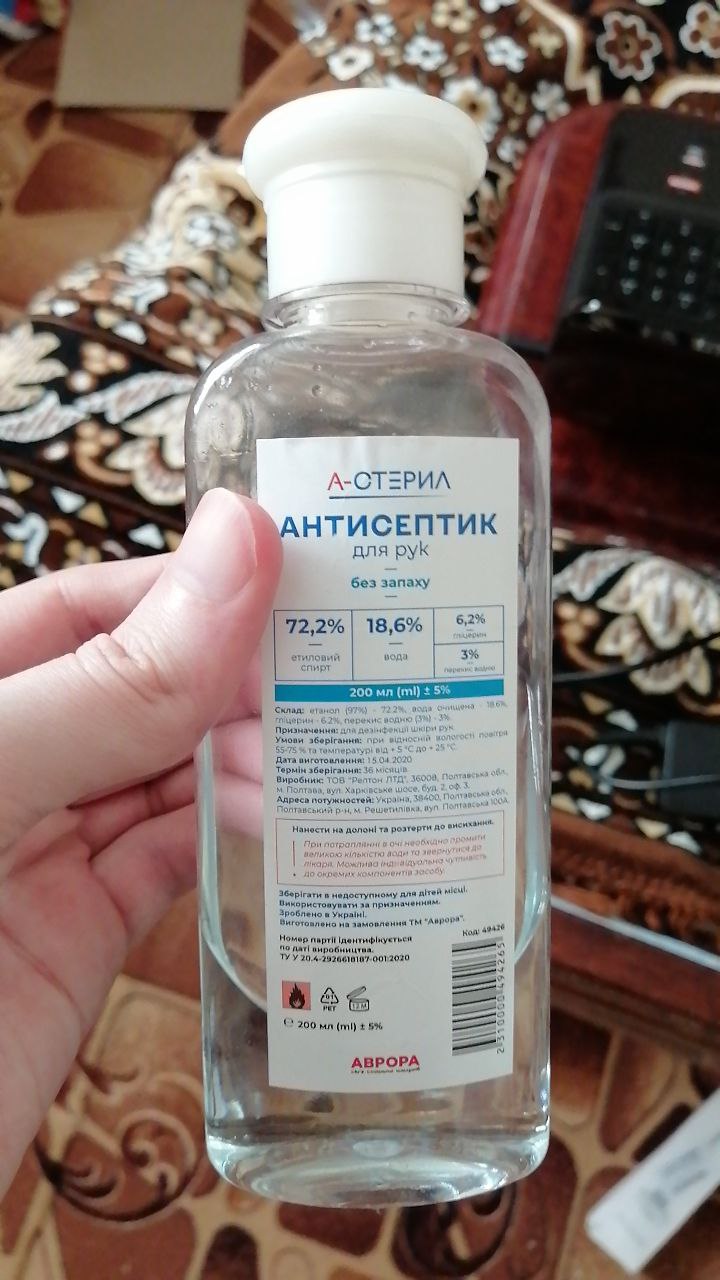 А-СТЕРИЛ
АНТИСЕПТИК
для рук
без запаху
72,2%
етиловий
спирт
18,6%
вода
6,2%
гліцерин
3%
перекис водню
200 мл (ml) ± 5%
Склад: етанол (97%) - 72.2%, вода очищена - 18.6%,
гліцерин - 6.2%, перекис водню (3%) -3%.
Призначення: для дезінфекції шкіри рук.
Умови зберігання: при відносній вологості повітря
55-75 % та температурі від + 5 °С до + 25 °С.
Дата виготовлення: 15.04.2020
Термін зберігання: 36 місяців.
Виробник: ТОВ "Релтон ЛТД", 36008, Полтавська обл.,
м. Полтава, вул. Харківське шосе, буд. 2, оф. 3.
Адреса потужностей: Україна, 38400, Полтавська обл.,
Полтавський р-н, м. Решетилівка, вул. Полтавська 100А.
Нанести на долоні та розтерти до висихання.
При потраплянні в очі необхідно промити
великою кількістю води та звернутися до
лікаря. Можлива індивідуальна чутливість
до окремих компонентів засобу.
Зберігати в недоступному для дітей місці.
Використовувати за призначенням.
Зроблено в Україні.
Виготовлено на замовлення ТМ "Аврора".
Номер партії ідентифікується
по даті виробництва.
ТУ У 20.4-2926618187-001:2020
Код: 49426
2310000494265
01
PET
12 M
℮ 200 мл (ml) ± 5%
АВРОРА